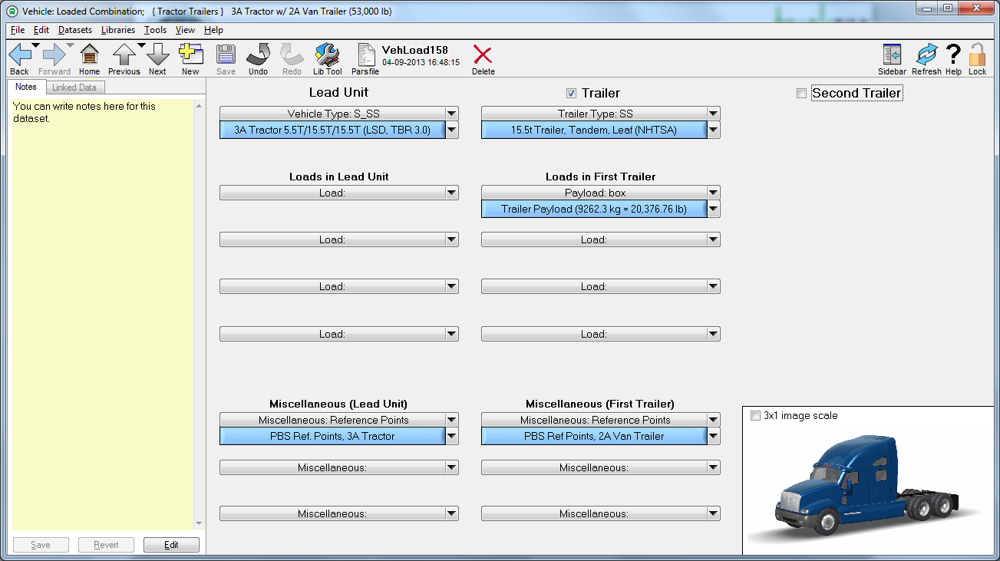 Vehicle: Loaded Combination; { Tractor Trailers } 3A Tractor w/ 2A Van Trailer (53,000 lb)
File Edit Datasets Libraries Tools View Help
Back Forward Home Previous Next New Save Undo Redo Lib Tool Parsfile
VehLoad158
04-09-2013 16:48:15
Delete
Sidebar Refresh Help Lock
Notes Linked Data
You can write notes here for this
dataset.
Save Revert Edit
Lead Unit
Vehicle Type: S_SS
3A Tractor 5.5T/15.5T/15.5T (LSD, TBR 3.0)
Loads in Lead Unit
Load:
Load:
Load:
Load:
Miscellaneous (Lead Unit)
Miscellaneous: Reference Points
PBS Ref. Points, 3A Tractor
Miscellaneous:
Miscellaneous:
Trailer
Trailer Type: SS
15.5t Trailer, Tandem, Leaf (NHTSA)
Loads in First Trailer
Payload: box
Trailer Payload (9262.3 kg = 20,376.76 lb)
Load:
Load:
Load:
Miscellaneous (First Trailer)
Miscellaneous: Reference Points
PBS Ref Points, 2A Van Trailer
Miscellaneous:
Miscellaneous:
Second Trailer
3x1 image scale